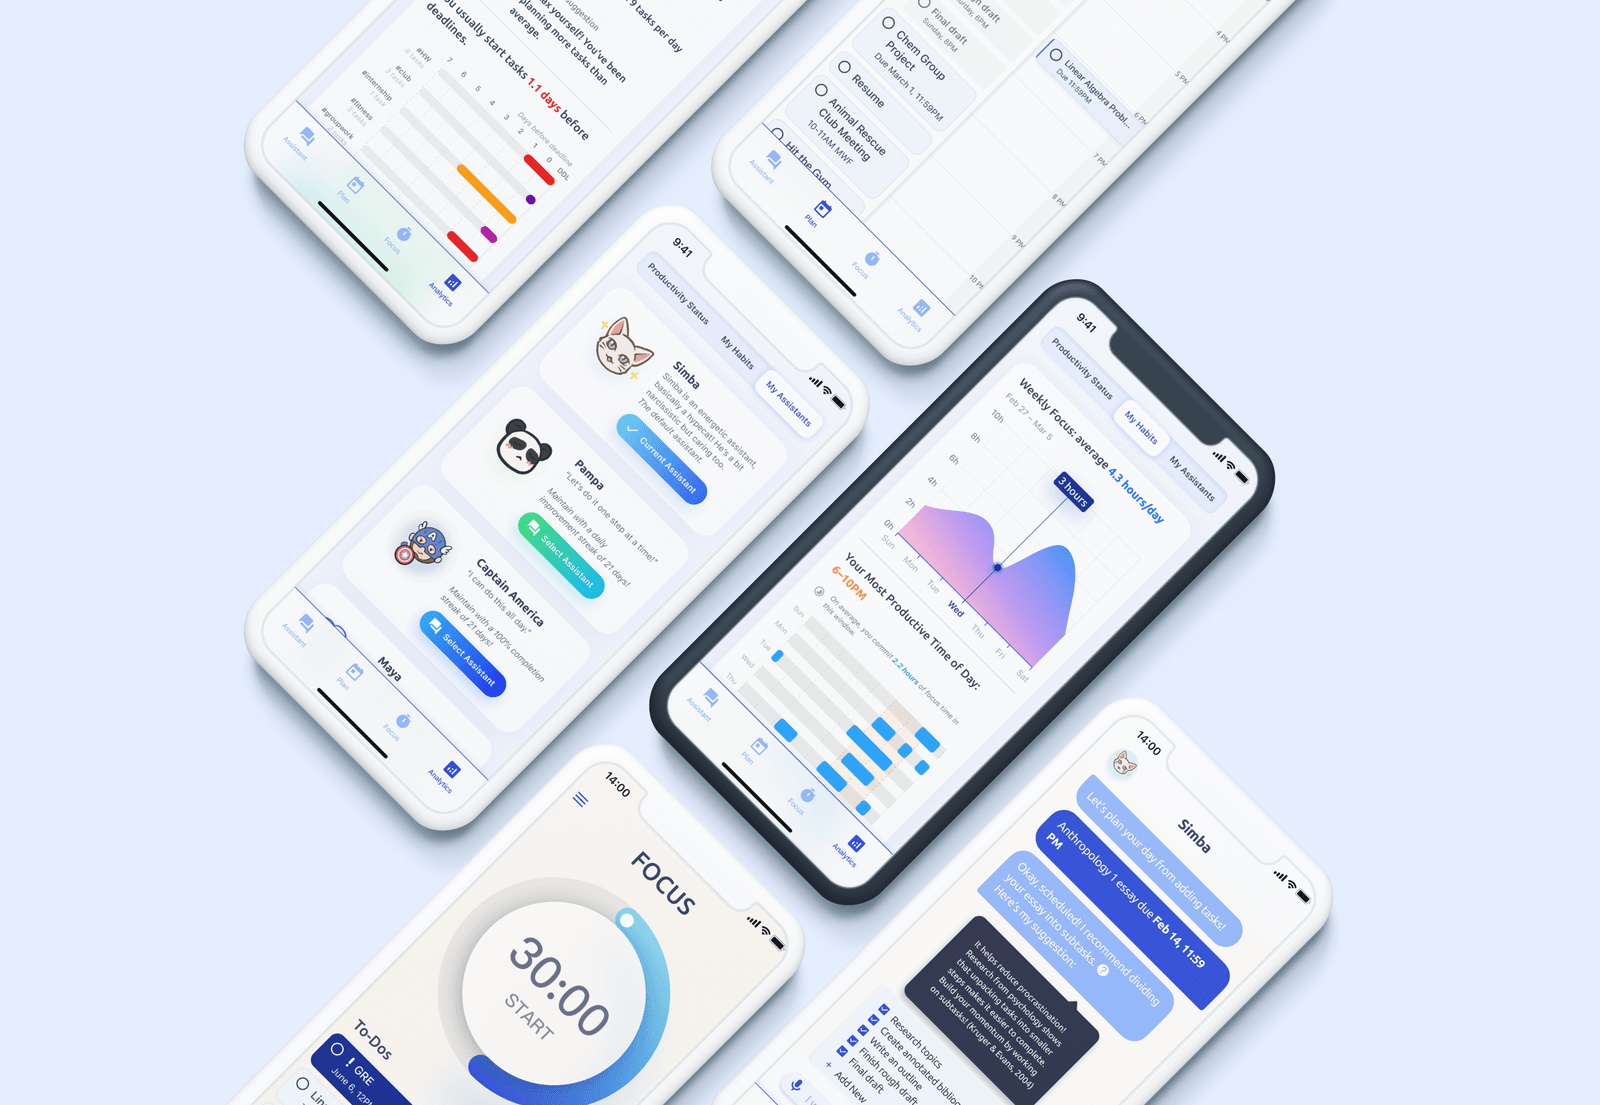 9 tasks per day
suggestion
ax yourself! You've been
planning more tasks than
average.
ou usually start tasks 1.1 days before
deadlines.
Days before deadline
7 6 5 4 3 2 1 0 DDL
#HW
#club
3 tasks
#internship
1 task
#fitness
3 tasks
#groupwork
2 tasks
Assistant
Plan
Focus
Analytics
draft
6PM
Final draft
Sunday, 8PM
Chem Group
Project
Due March 1, 11:59PM
Resume
Animal Rescue
Club Meeting
10-11AM MWF
Hit the Gym
Linear Algebra Probl...
Due 11:59PM
4 PM
5 PM
6 PM
7 PM
8 PM
9 PM
10 PM
Assistant
Plan
Focus
Analytics
9:41
Productivity Status
My Habits
My Assistants
Simba
Simba is an energetic assistant,
basically a hypecat! He's a bit
narcissistic but caring too.
The default assistant.
Current Assistant
Pampa
"Let's do it one step at a time!"
Maintain with a daily
improvement streak of 21 days!
Select Assistant
Captain America
"I can do this all day."
Maintain with a 100% completion
streak of 21 days!
Select Assistant
Maya
Assistant
Plan
Focus
Analytics
9:41
Productivity Status
My Habits
My Assistants
Weekly Focus: average 4.3 hours/day
Feb 27 – Mar 5
10h
8h
6h
4h
2h
0h
3 hours
Sun Mon Tue Wed Thu Fri Sat
Your Most Productive Time of Day:
6–10PM
On average, you commit 2.2 hours of focus time in
this window.
Sun
Mon
Tue
Wed
Thu
Assistant
Plan
Focus
Analytics
14:00
FOCUS
30:00
START
To-Dos
! GRE
June 6, 12PM
Line
14:00
Simba
Let's plan your day from adding tasks!
Anthropology 1 essay due Feb 14, 11:59
PM
Okay, scheduled! I recommend dividing
your essay into subtasks. ?
Here's my suggestion:
It helps reduce procrastination!
Research from psychology shows
that unpacking tasks into smaller
steps makes it easier to complete.
Build your momentum by working
on subtasks! (Kruger & Evans, 2004)
Research topics
Create annotated biblio
Write an outline
Finish rough draft
Final draft
+ Add New